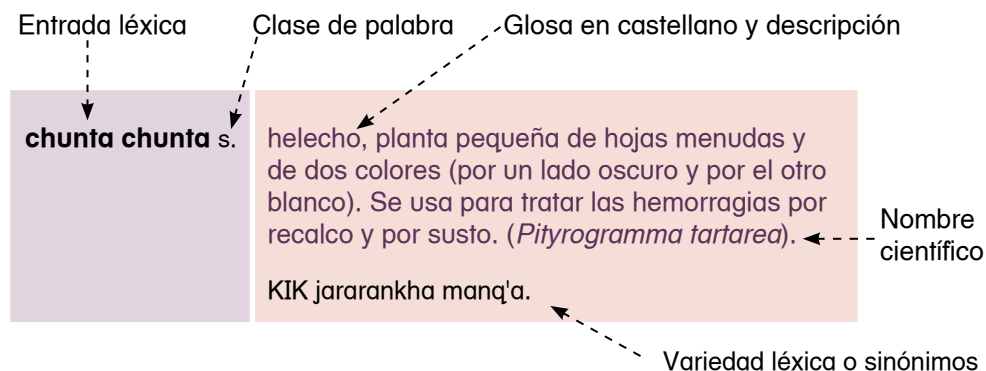 Entrada léxica
Clase de palabra
Glosa en castellano y descripción
chunta chunta s.
helecho, planta pequeña de hojas menudas y
de dos colores (por un lado oscuro y por el otro
blanco). Se usa para tratar las hemorragias por
recalco y por susto. (Pityrogramma tartarea).
Nombre
científico
KIK jararankha manq'a.
Variedad léxica o sinónimos